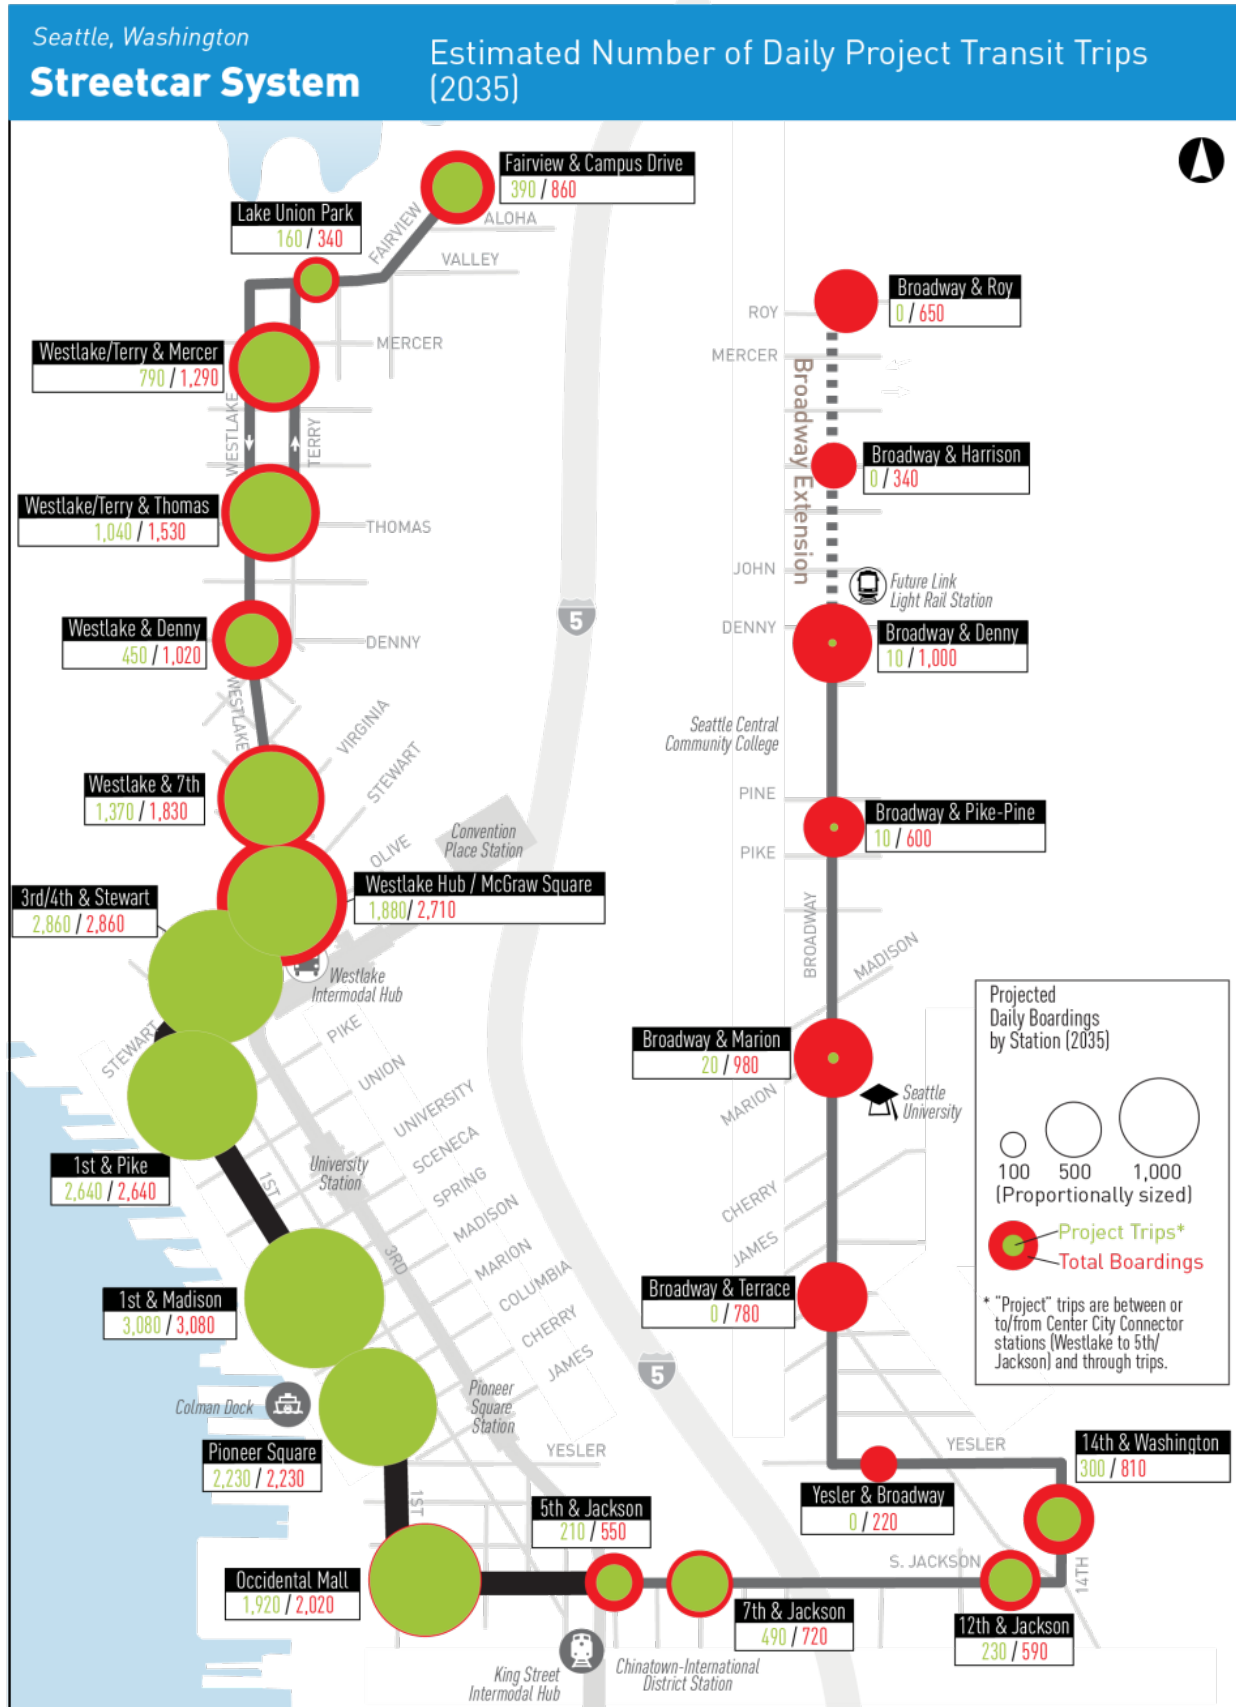 Seattle, Washington
Streetcar System
Estimated Number of Daily Project Transit Trips
(2035)
Fairview & Campus Drive
390 / 860
Lake Union Park
160 / 340
FAIRVIEW
ALOHA
VALLEY
Broadway & Roy
0 / 650
ROY
MERCER
MERCER
Westlake/Terry & Mercer
790 / 1,290
Broadway Extension
WESTLAKE
TERRY
Broadway & Harrison
0 / 340
Westlake/Terry & Thomas
1,040 / 1,530
THOMAS
JOHN
Future Link
Light Rail Station
5
Westlake & Denny
450 / 1,020
DENNY
DENNY
Broadway & Denny
10 / 1,000
WESTLAKE
VIRGINIA
STEWART
Seattle Central
Community College
Westlake & 7th
1,370 / 1,830
PINE
Broadway & Pike-Pine
10 / 600
Convention
Place Station
OLIVE
PIKE
3rd/4th & Stewart
2,860 / 2,860
Westlake Hub / McGraw Square
1,880/ 2,710
BROADWAY
MADISON
Westlake
Intermodal Hub
STEWART
PIKE
UNION
UNIVERSITY
SCENECA
SPRING
MADISON
MARION
COLUMBIA
CHERRY
JAMES
Broadway & Marion
20 / 980
MARION
Seattle
University
Projected
Daily Boardings
by Station (2035)
100
500
1,000
(Proportionally sized)
Project Trips*
Total Boardings
* "Project" trips are between or
to/from Center City Connector
stations (Westlake to 5th/
Jackson) and through trips.
1st & Pike
2,640 / 2,640
1ST
University
Station
3RD
CHERRY
JAMES
1st & Madison
3,080 / 3,080
Broadway & Terrace
0 / 780
5
Colman Dock
Pioneer
Square
Station
Pioneer Square
2,230 / 2,230
YESLER
YESLER
14th & Washington
300 / 810
1ST
5th & Jackson
210 / 550
Yesler & Broadway
0 / 220
S. JACKSON
14TH
Occidental Mall
1,920 / 2,020
7th & Jackson
490 / 720
12th & Jackson
230 / 590
King Street
Intermodal Hub
Chinatown-International
District Station